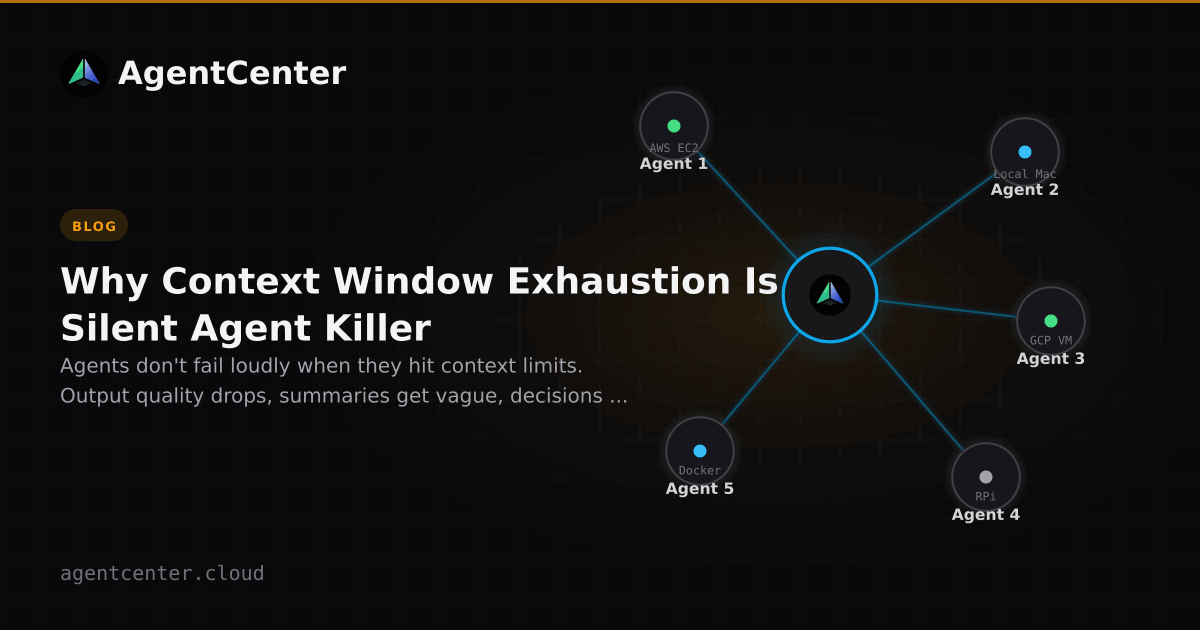 AgentCenter
BLOG
Why Context Window Exhaustion Is
Silent Agent Killer
Agents don't fail loudly when they hit context limits.
Output quality drops, summaries get vague, decisions ...
agentcenter.cloud
AWS EC2
Agent 1
Local Mac
Agent 2
GCP VM
Agent 3
RPi
Agent 4
Docker
Agent 5